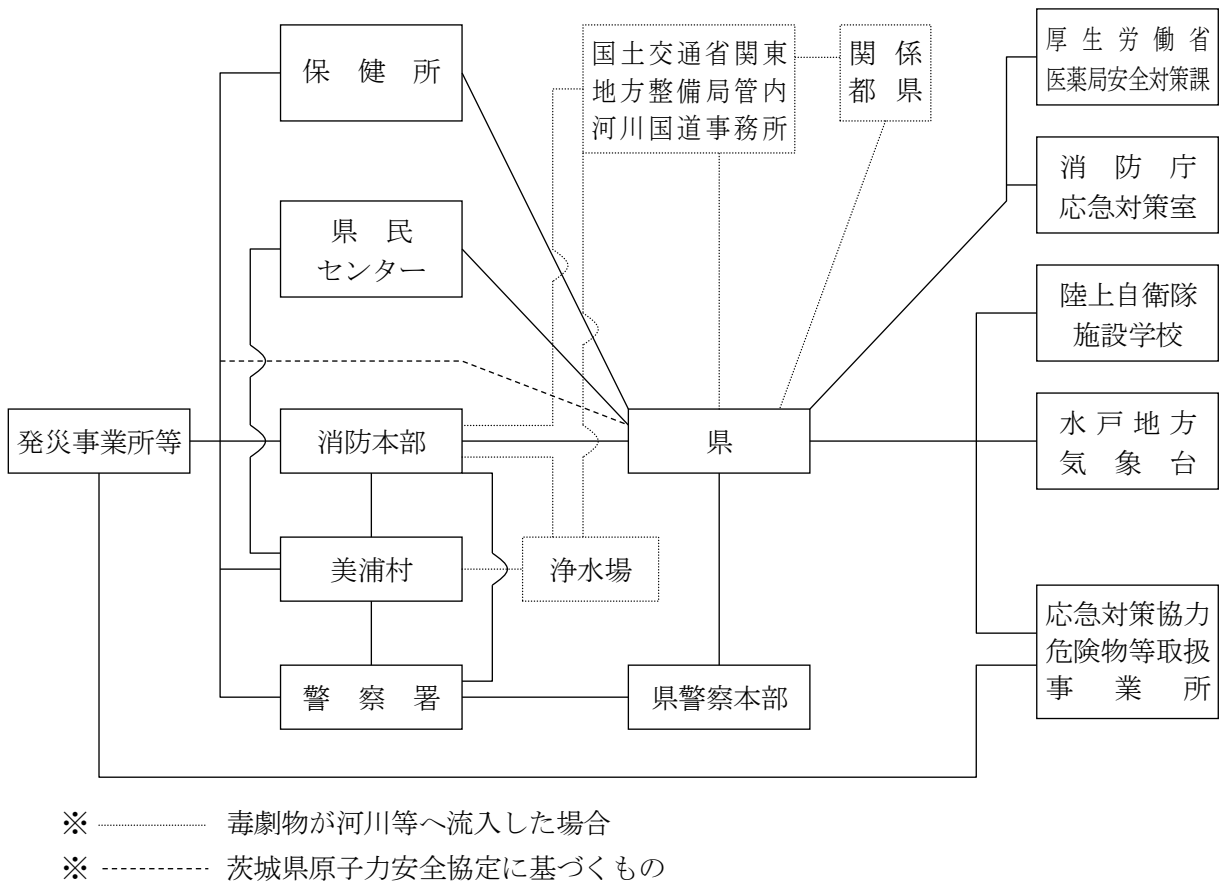 保健所
国土交通省関東
地方整備局管内
河川国道事務所
関係
都県
厚生労働省
医薬局安全対策課
消防庁
応急対策室
県民
センター
陸上自衛隊
施設学校
発災事業所等
消防本部
県
水戸地方
気象台
美浦村
浄水場
応急対策協力
危険物等取扱
事業所
警察署
県警察本部
※ 毒劇物が河川等へ流入した場合
※ 茨城県原子力安全協定に基づくもの